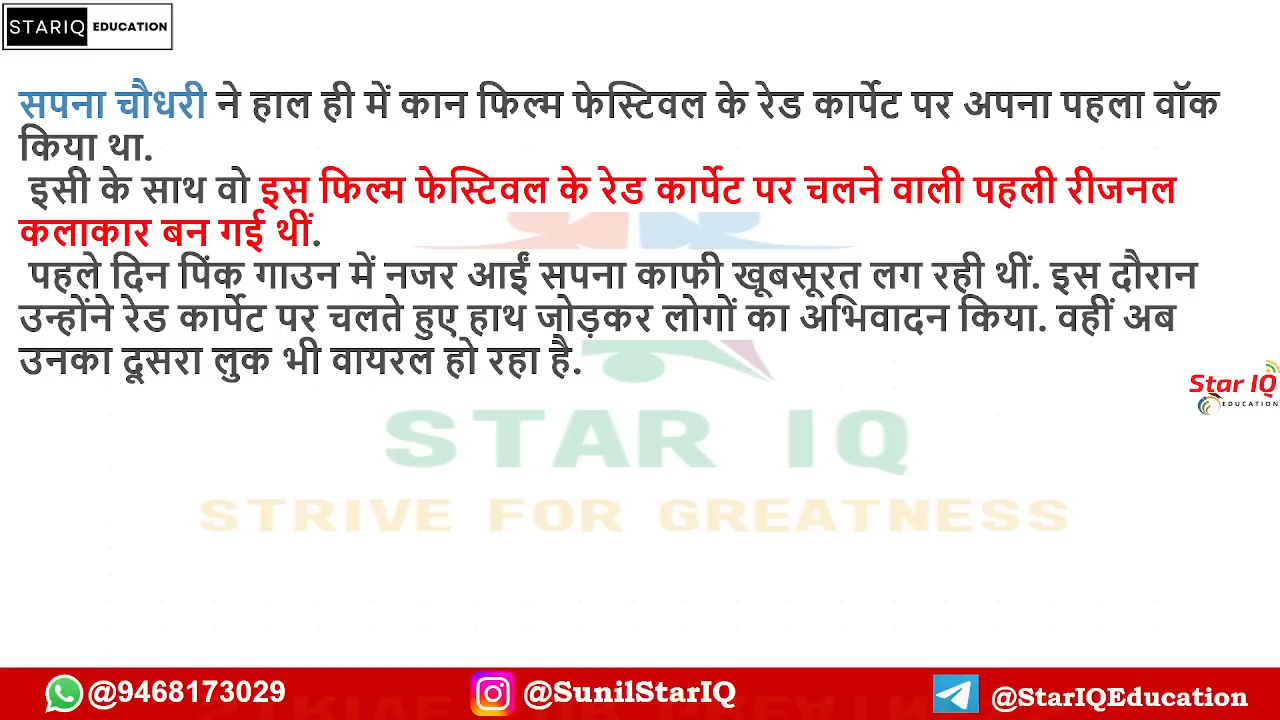 STARIQ EDUCATION
सपना चौधरी ने हाल ही में कान फिल्म फेस्टिवल के रेड कार्पेट पर अपना पहला वॉक
किया था.
इसी के साथ वो इस फिल्म फेस्टिवल के रेड कार्पेट पर चलने वाली पहली रीजनल
कलाकार बन गई थीं.
पहले दिन पिंक गाउन में नजर आईं सपना काफी खूबसूरत लग रही थीं. इस दौरान
उन्होंने रेड कार्पेट पर चलते हुए हाथ जोड़कर लोगों का अभिवादन किया. वहीं अब
उनका दूसरा लुक भी वायरल हो रहा है.
Star IQ
EDUCATION
STAR IQ
STRIVE FOR GREATNESS
@9468173029 @SunilStarIQ @StarIQEducation